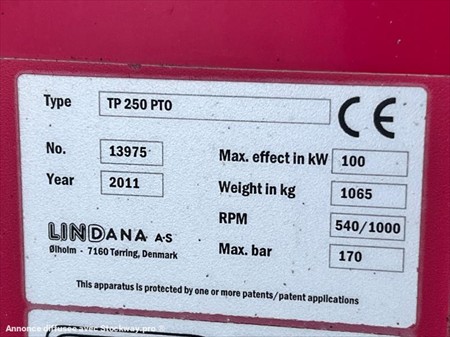 Type TP 250 PTO
CE
No. 13975
Max. effect in kW 100
Year 2011
Weight in kg 1065
RPM 540/1000
LINDANA A-S
Ølholm - 7160 Tørring, Denmark
Max. bar 170
This apparatus is protected by one or more patents/patent applications
Annonce diffusée avec Stockway.pro ®